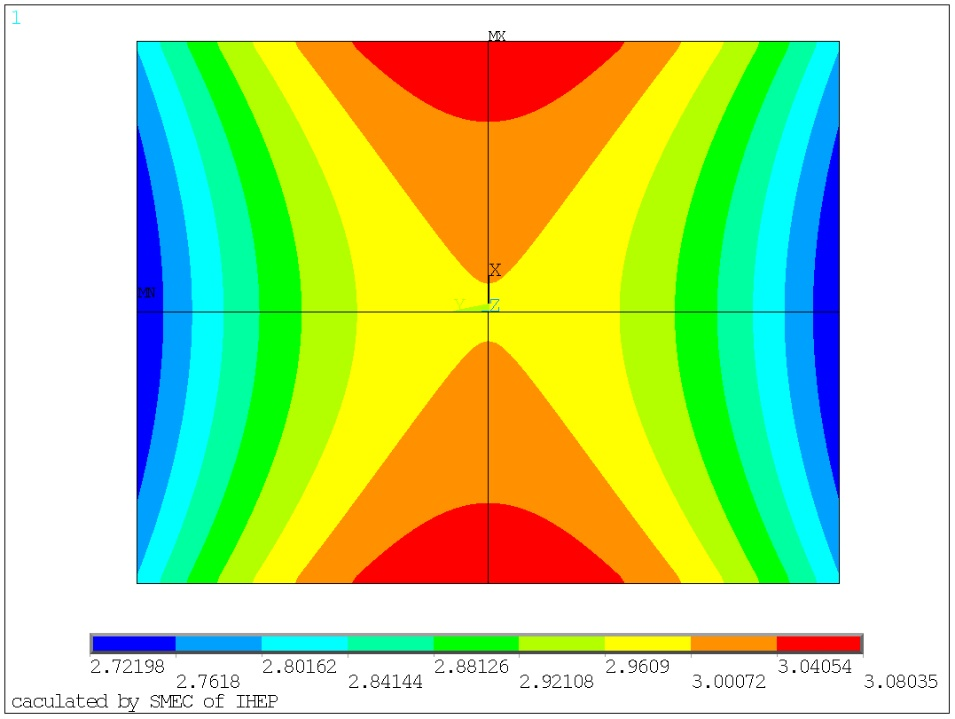 1
MX
X
MN
Y
Z
2.72198
2.7618
2.80162
2.84144
2.88126
2.92108
2.9609
3.00072
3.04054
3.08035
caculated by SMEC of IHEP